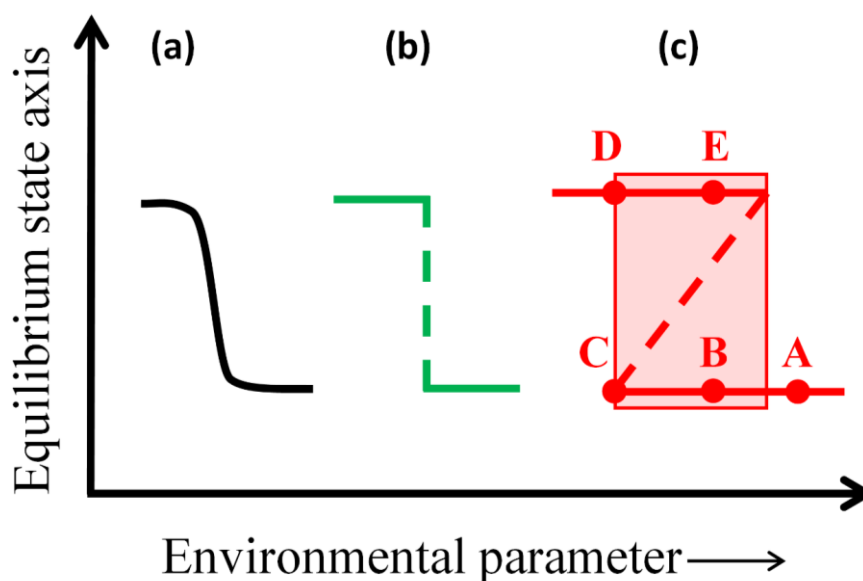 (a) (b) (c)
Equilibrium state axis
D E
C B A
Environmental parameter